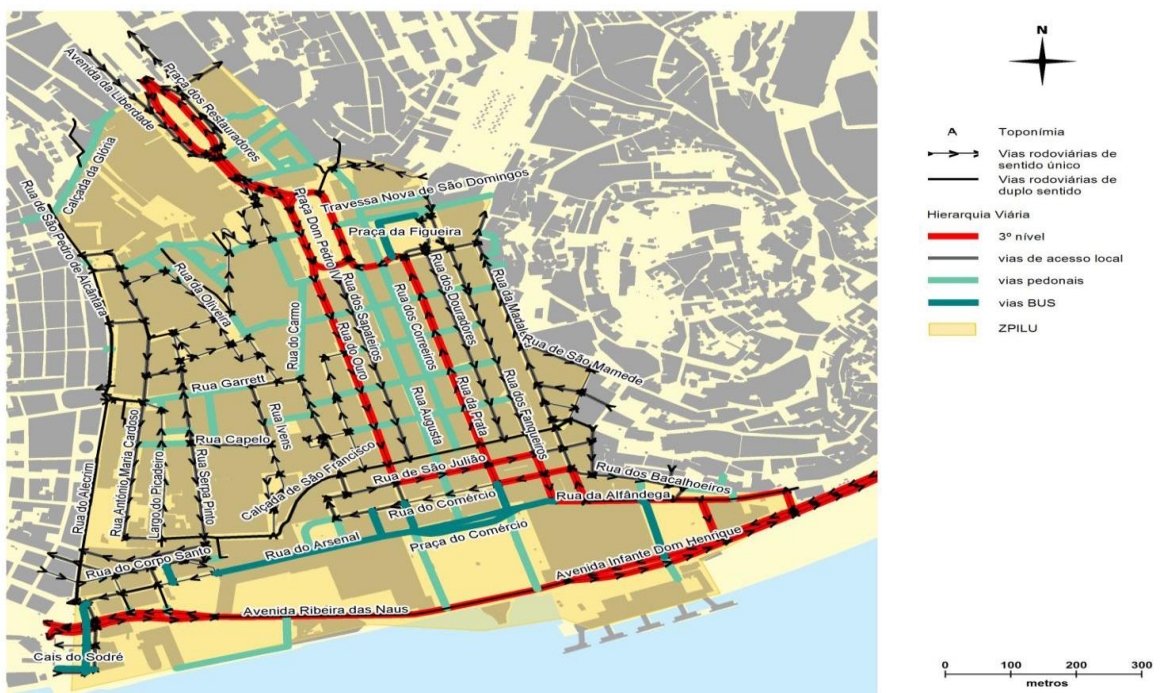 Avenida da Liberdade
Praça dos Restauradores
Calçada da Glória
Rua de São Pedro de Alcântara
Travessa Nova de São Domingos
Praça Dom Pedro IV
Praça da Figueira
Rua da Oliveira
Rua do Carmo
Rua do Ouro
Rua dos Sapateiros
Rua dos Correeiros
Rua dos Douradores
Rua da Madale
Rua de São Mamede
Rua Garrett
Rua Augusta
Rua da Prata
Rua dos Fanqueiros
Rua Ivens
Rua Capelo
Rua do Alecrim
Rua António Maria Cardoso
Largo do Picadeiro
Rua Serpa Pinto
Calçada de São Francisco
Rua de São Julião
Rua dos Bacalhoeiros
Rua do Comércio
Rua da Alfândega
Rua do Arsenal
Praça do Comércio
Rua do Corpo Santo
Avenida Infante Dom Henrique
Avenida Ribeira das Naus
Cais do Sodré
N
A Toponímia
Vias rodoviárias de
sentido único
Vias rodoviárias de
duplo sentido
Hierarquia Viária
3º nível
vias de acesso local
vias pedonais
vias BUS
ZPILU
0 100 200 300
metros